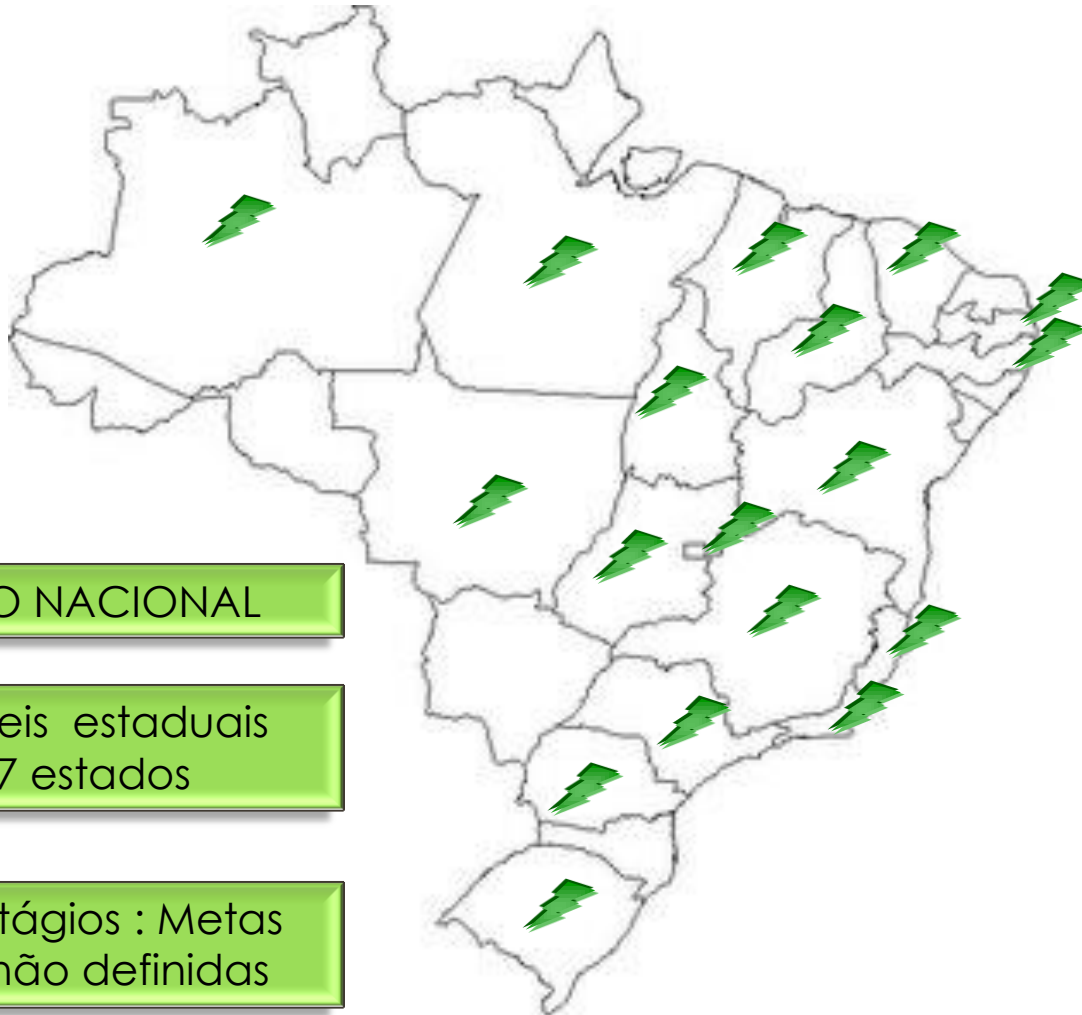 O NACIONAL
eis estaduais
7 estados
tágios : Metas
não definidas